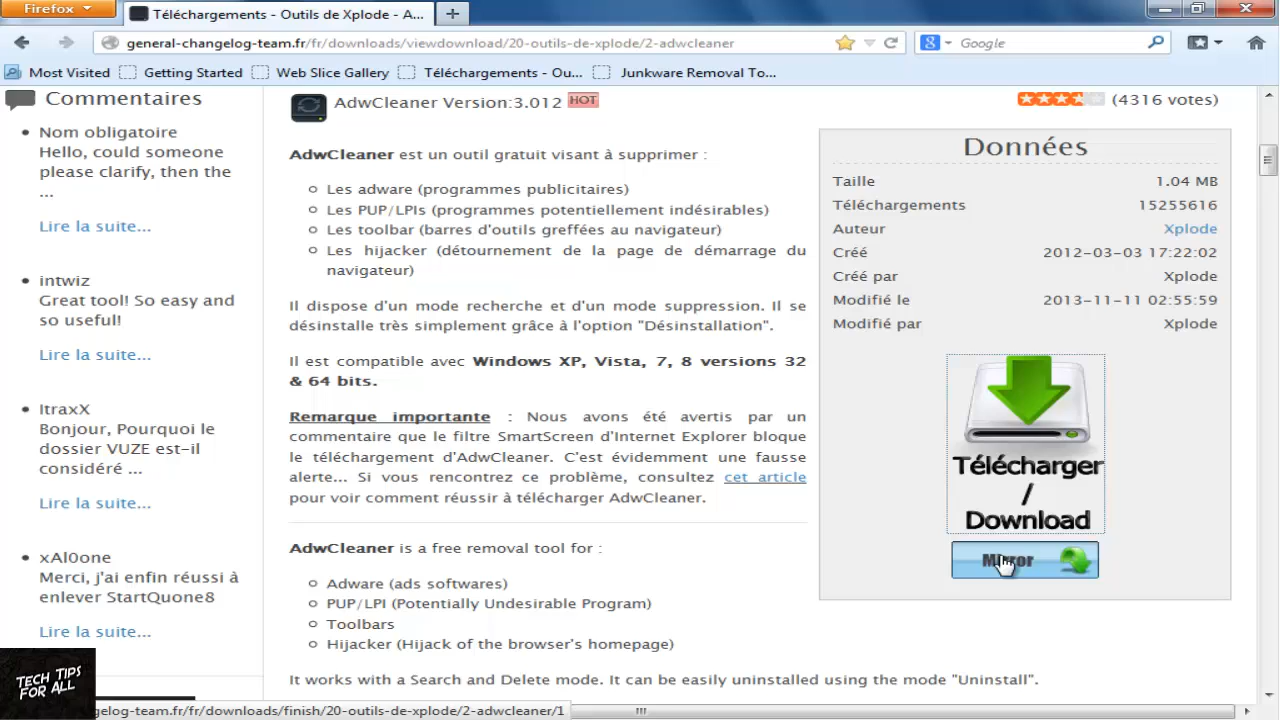 Firefox
Téléchargements - Outils de Xplode - A...
general-changelog-team.fr/fr/downloads/viewdownload/20-outils-de-xplode/2-adwcleaner
Google
Most Visited
Getting Started
Web Slice Gallery
Téléchargements - Ou...
Junkware Removal To...
Commentaires
Nom obligatoire
Hello, could someone
please clarify, then the
...
Lire la suite...
intwiz
Great tool! So easy and
so useful!
Lire la suite...
ItraxX
Bonjour, Pourquoi le
dossier VUZE est-il
considéré ...
Lire la suite...
xAl0one
Merci, j'ai enfin réussi à
enlever StartQuone8
Lire la suite...
AdwCleaner Version:3.012 HOT
(4316 votes)
AdwCleaner est un outil gratuit visant à supprimer :
Les adware (programmes publicitaires)
Les PUP/LPIs (programmes potentiellement indésirables)
Les toolbar (barres d'outils greffées au navigateur)
Les hijacker (détournement de la page de démarrage du
navigateur)
Il dispose d'un mode recherche et d'un mode suppression. Il se
désinstalle très simplement grâce à l'option "Désinstallation".
Il est compatible avec Windows XP, Vista, 7, 8 versions 32
& 64 bits.
Remarque importante : Nous avons été avertis par un
commentaire que le filtre SmartScreen d'Internet Explorer bloque
le téléchargement d'AdwCleaner. C'est évidemment une fausse
alerte... Si vous rencontrez ce problème, consultez cet article
pour voir comment réussir à télécharger AdwCleaner.
AdwCleaner is a free removal tool for :
Adware (ads softwares)
PUP/LPI (Potentially Undesirable Program)
Toolbars
Hijacker (Hijack of the browser's homepage)
It works with a Search and Delete mode. It can be easily uninstalled using the mode "Uninstall".
Données
Taille 1.04 MB
Téléchargements 15255616
Auteur Xplode
Créé 2012-03-03 17:22:02
Créé par Xplode
Modifié le 2013-11-11 02:55:59
Modifié par Xplode
Télécharger
/
Download
Mirror
TECH TIPS
FOR ALL
gelog-team.fr/fr/downloads/finish/20-outils-de-xplode/2-adwcleaner/1